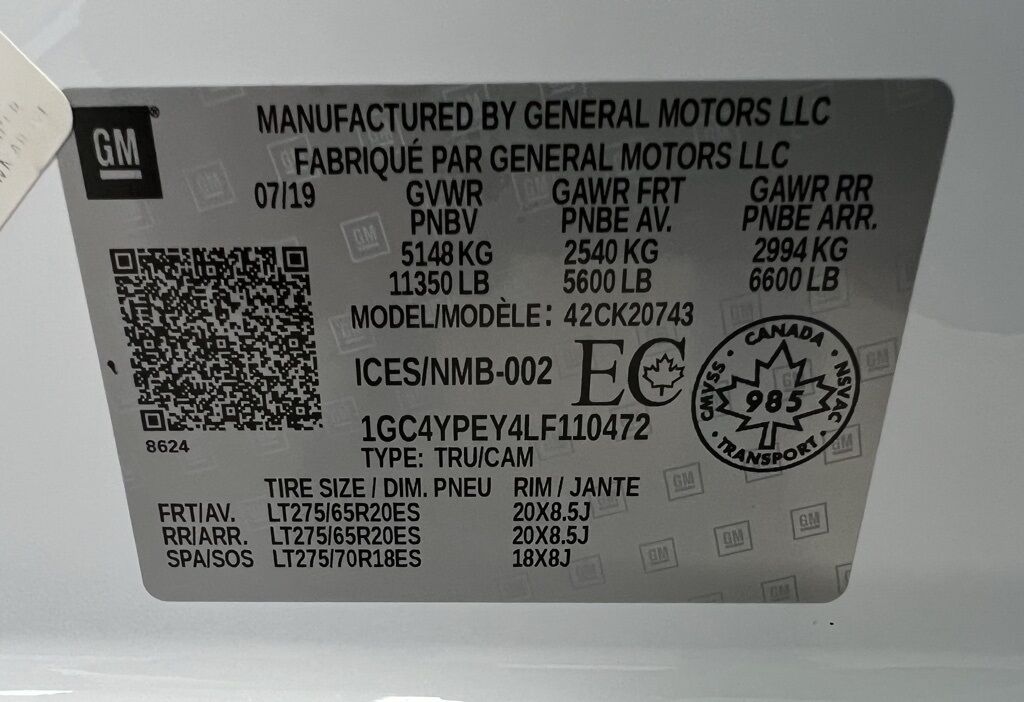 GM®
MANUFACTURED BY GENERAL MOTORS LLC
FABRIQUÉ PAR GENERAL MOTORS LLC
07/19 GVWR GAWR FRT GAWR RR
PNBV PNBE AV. PNBE ARR.
5148 KG 2540 KG 2994 KG
11350 LB 5600 LB 6600 LB
MODEL/MODÈLE: 42CK20743
ICES/NMB-002 EC
CANADA
CMVSS 985 NSVAC
TRANSPORT
8624
1GC4YPEY4LF110472
TYPE: TRU/CAM
TIRE SIZE / DIM. PNEU RIM / JANTE
FRT/AV. LT275/65R20ES 20X8.5J
RR/ARR. LT275/65R20ES 20X8.5J
SPA/SOS LT275/70R18ES 18X8J